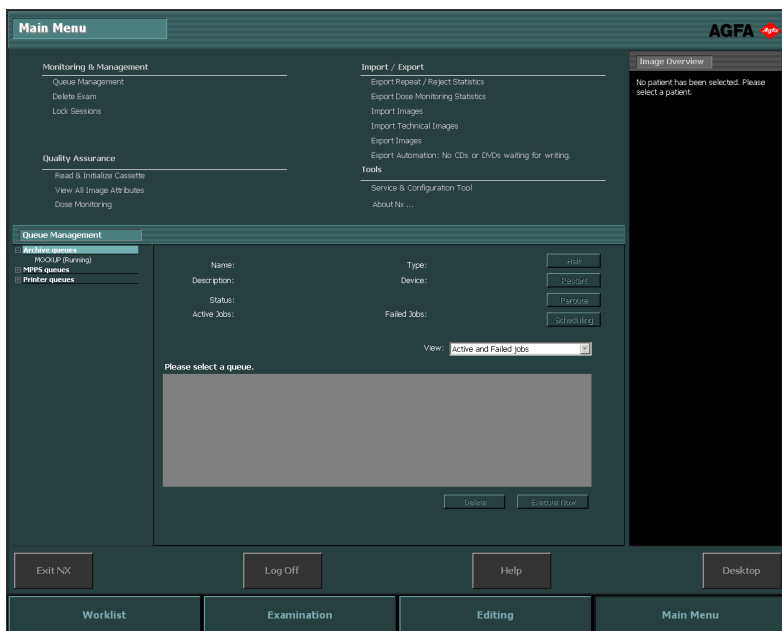 Main Menu
AGFA
Agfa
Monitoring & Management
Queue Management
Delete Exam
Lock Sessions
Quality Assurance
Read & Initialize Cassette
View All Image Attributes
Dose Monitoring
Import / Export
Export Repeat / Reject Statistics
Export Dose Monitoring Statistics
Import Images
Import Technical Images
Export Images
Export Automation: No CDs or DVDs waiting for writing.
Tools
Service & Configuration Tool
About Nx ...
Image Overview
No patient has been selected. Please
select a patient.
Queue Management
Archive queues
MOCKUP (Running)
MPPS queues
Printer queues
Name:
Type:
Halt
Description:
Device:
Restart
Status:
Reroute
Active Jobs:
Failed Jobs:
Scheduling
View: Active and Failed jobs
Please select a queue.
Delete
Execute Now
Exit NX
Log Off
Help
Desktop
Worklist
Examination
Editing
Main Menu